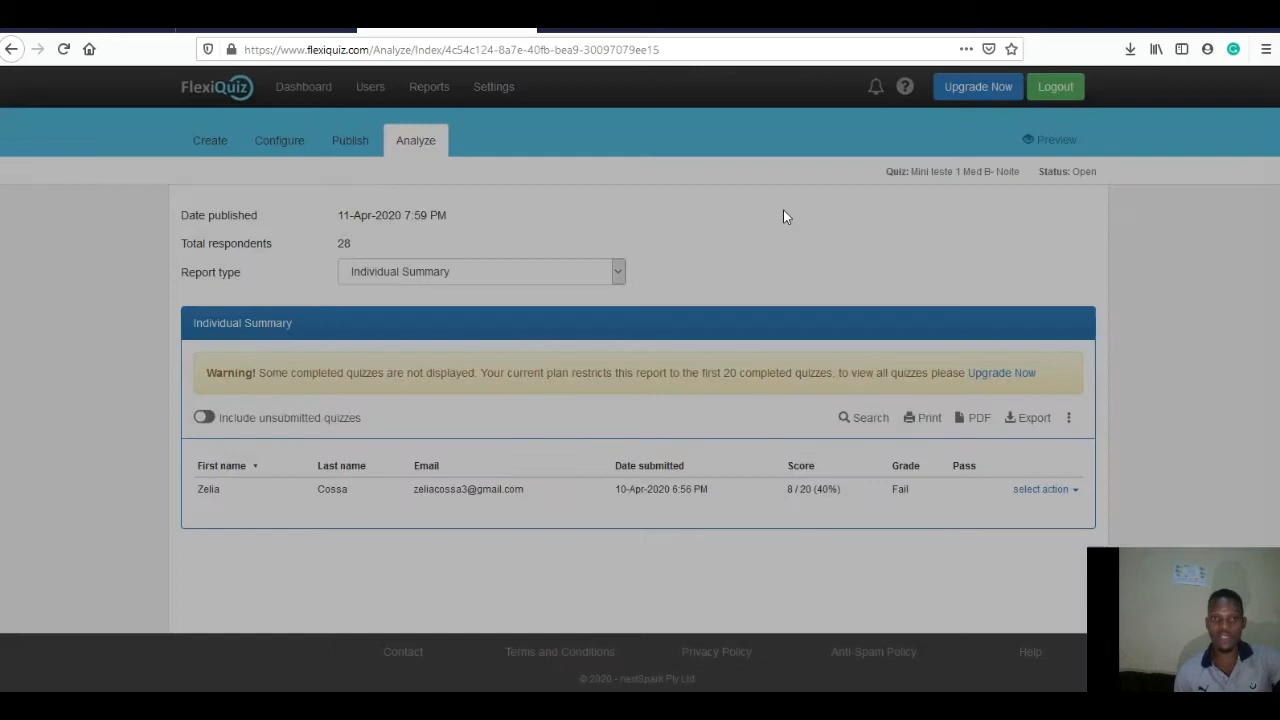 https://www.flexiquiz.com/Analyze/Index/4c54c124-8a7e-40fb-bea9-30097079ee15
FlexiQuiz Dashboard Users Reports Settings Upgrade Now Logout
Create Configure Publish Analyze Preview
Quiz: Mini teste 1 Med B- Noite Status: Open
Date published 11-Apr-2020 7:59 PM
Total respondents 28
Report type Individual Summary
Individual Summary
Warning! Some completed quizzes are not displayed. Your current plan restricts this report to the first 20 completed quizzes, to view all quizzes please Upgrade Now
Include unsubmitted quizzes Search Print PDF Export
First name Last name Email Date submitted Score Grade Pass
Zelia Cossa zeliacossa3@gmail.com 10-Apr-2020 6:56 PM 8 / 20 (40%) Fail select action
Contact Terms and Conditions Privacy Policy Anti-Spam Policy Help
© 2020 - nextSpark Pty Ltd